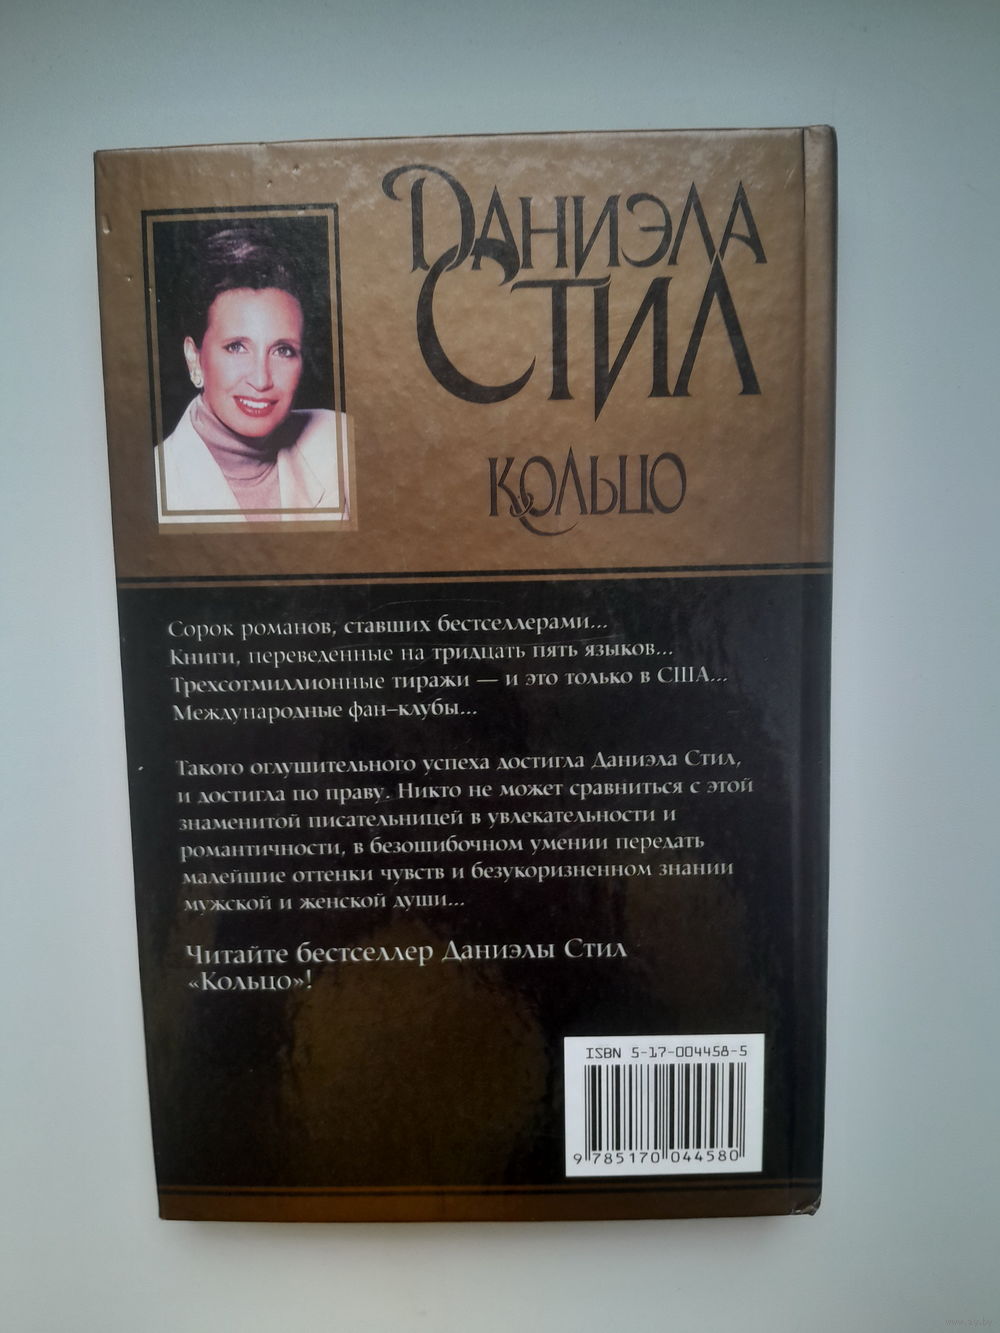 Даниэла
Стил
Кольцо
Сорок романов, ставших бестселлерами...
Книги, переведенные на тридцать пять языков...
Трехсотмиллионные тиражи — и это только в США...
Международные фан-клубы...
Такого оглушительного успеха достигла Даниэла Стил,
и достигла по праву. Никто не может сравниться с этой
знаменитой писательницей в увлекательности и
романтичности, в безошибочном умении передать
малейшие оттенки чувств и безукоризненном знании
мужской и женской души...
Читайте бестселлер Даниэлы Стил
«Кольцо»!
ISBN 5-17-004458-5
9 785170 044580
www.ay.by